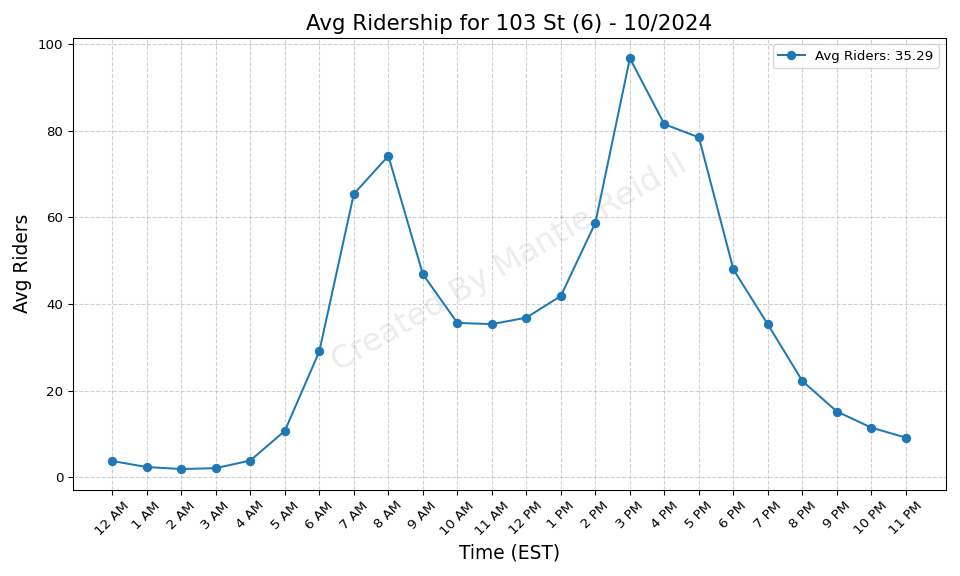 Avg Ridership for 103 St (6) - 10/2024
Avg Riders: 35.29
100
80
60
40
20
0
Avg Riders
Created By Mantie Reid II
12 AM
1 AM
2 AM
3 AM
4 AM
5 AM
6 AM
7 AM
8 AM
9 AM
10 AM
11 AM
12 PM
1 PM
2 PM
3 PM
4 PM
5 PM
6 PM
7 PM
8 PM
9 PM
10 PM
11 PM
Time (EST)